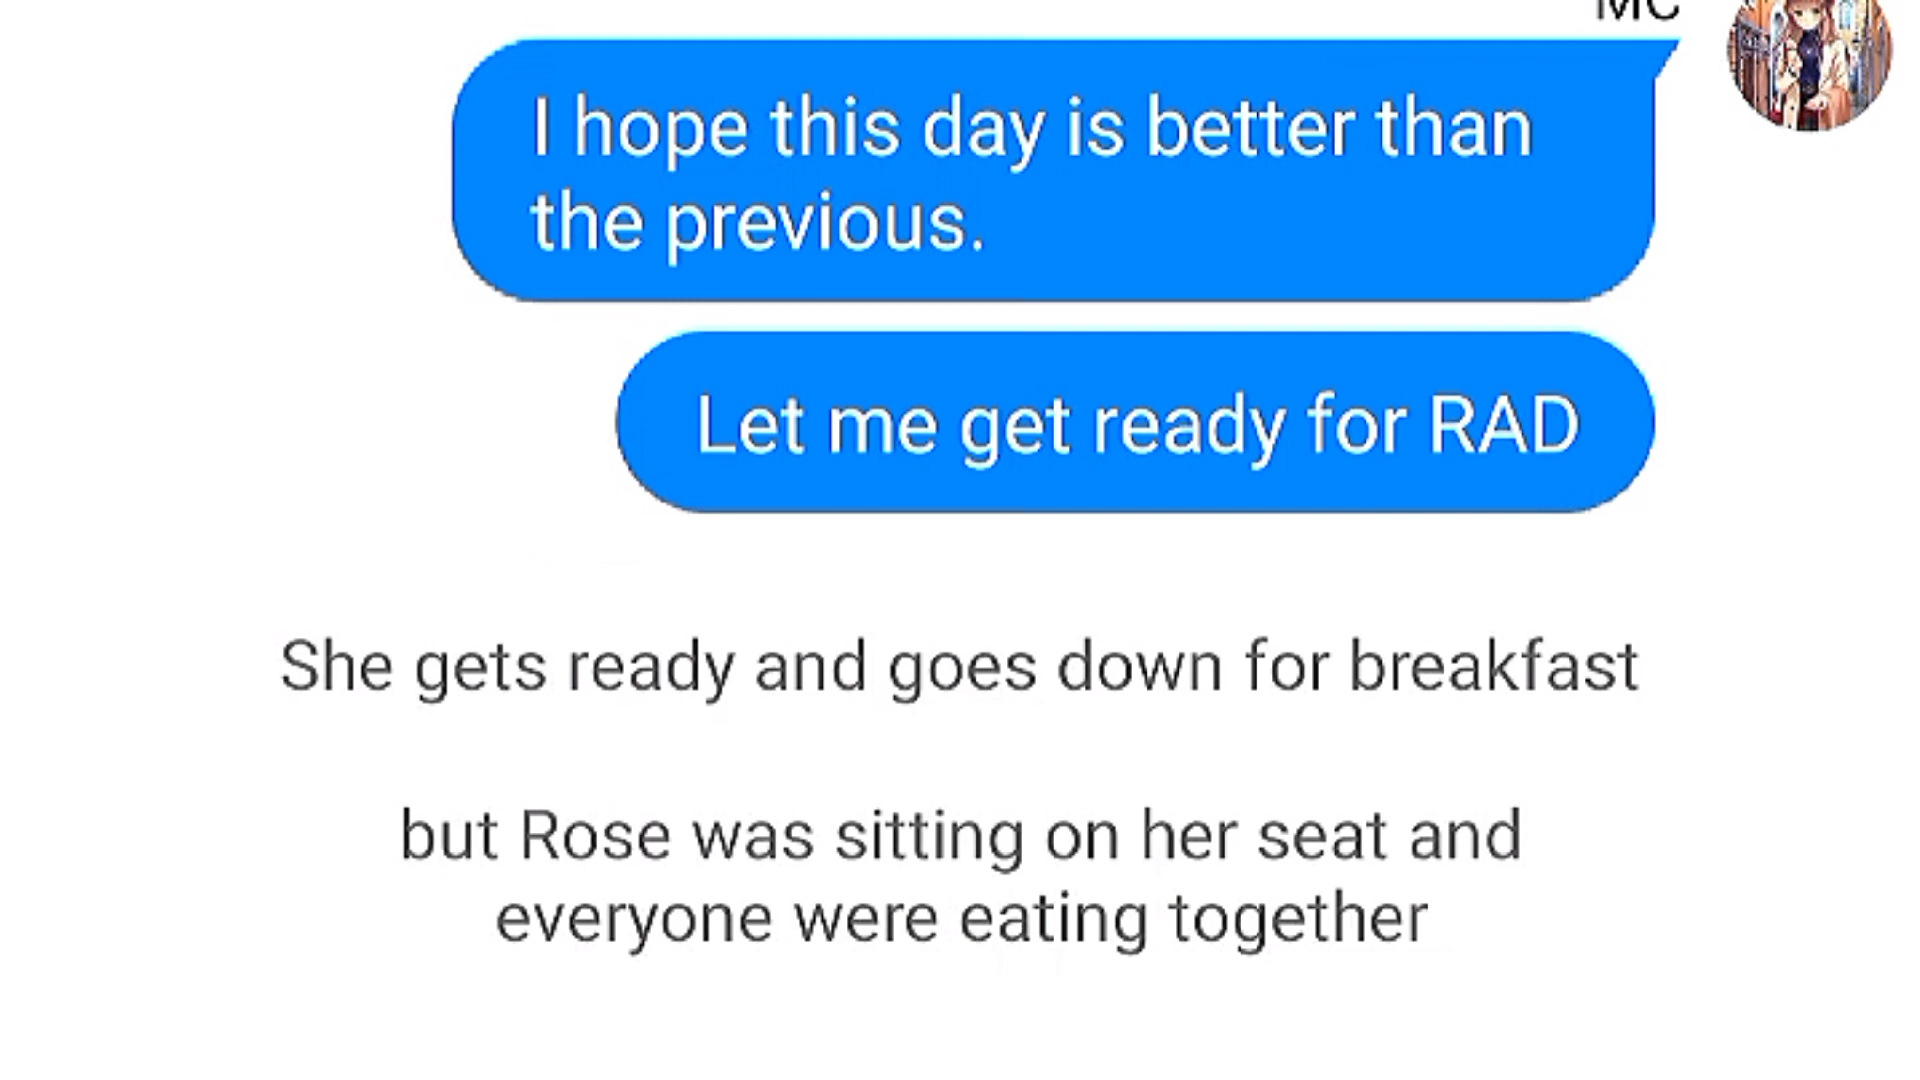 MC
I hope this day is better than
the previous.
Let me get ready for RAD
She gets ready and goes down for breakfast
but Rose was sitting on her seat and
everyone were eating together